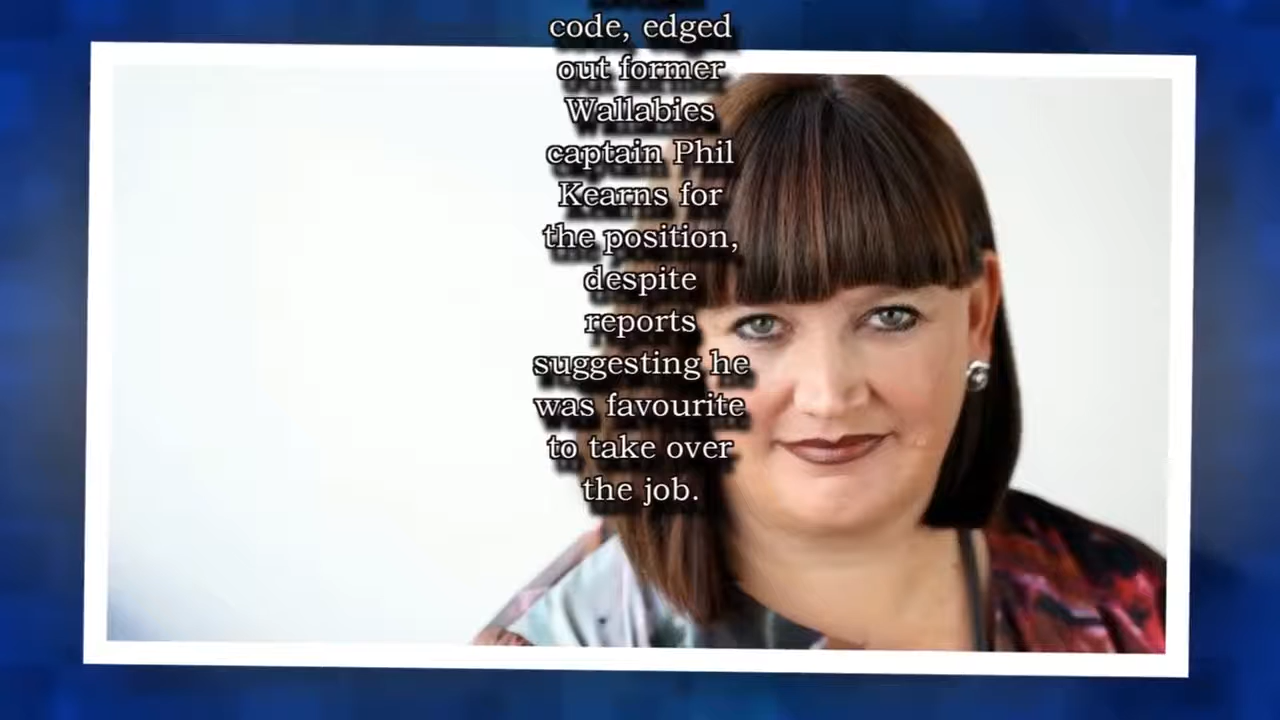 code, edged
out former
Wallabies
captain Phil
Kearns for
the position,
despite
reports
suggesting he
was favourite
to take over
the job.